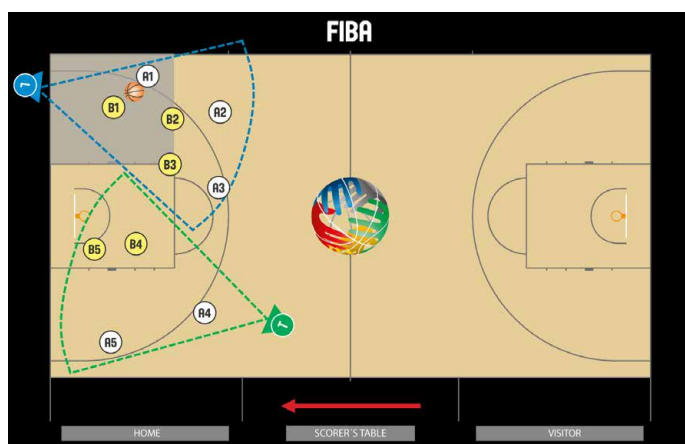 FIBA
L
A1
B1
B2
A2
B3
A3
B5
B4
A4
T
A5
HOME
SCORER'S TABLE
VISITOR